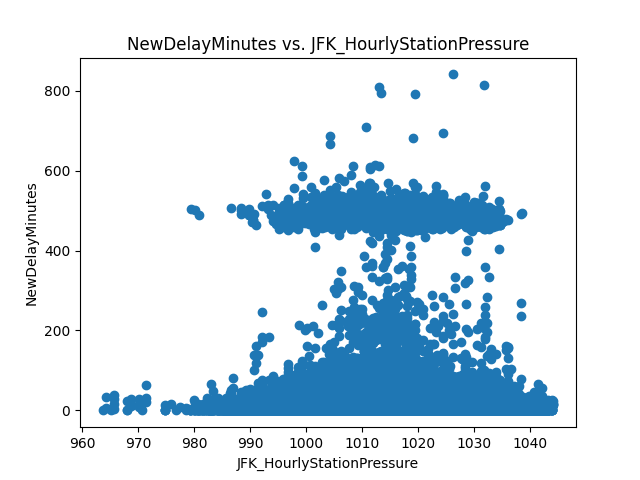 NewDelayMinutes vs. JFK_HourlyStationPressure
NewDelayMinutes
800
600
400
200
0
960 970 980 990 1000 1010 1020 1030 1040
JFK_HourlyStationPressure